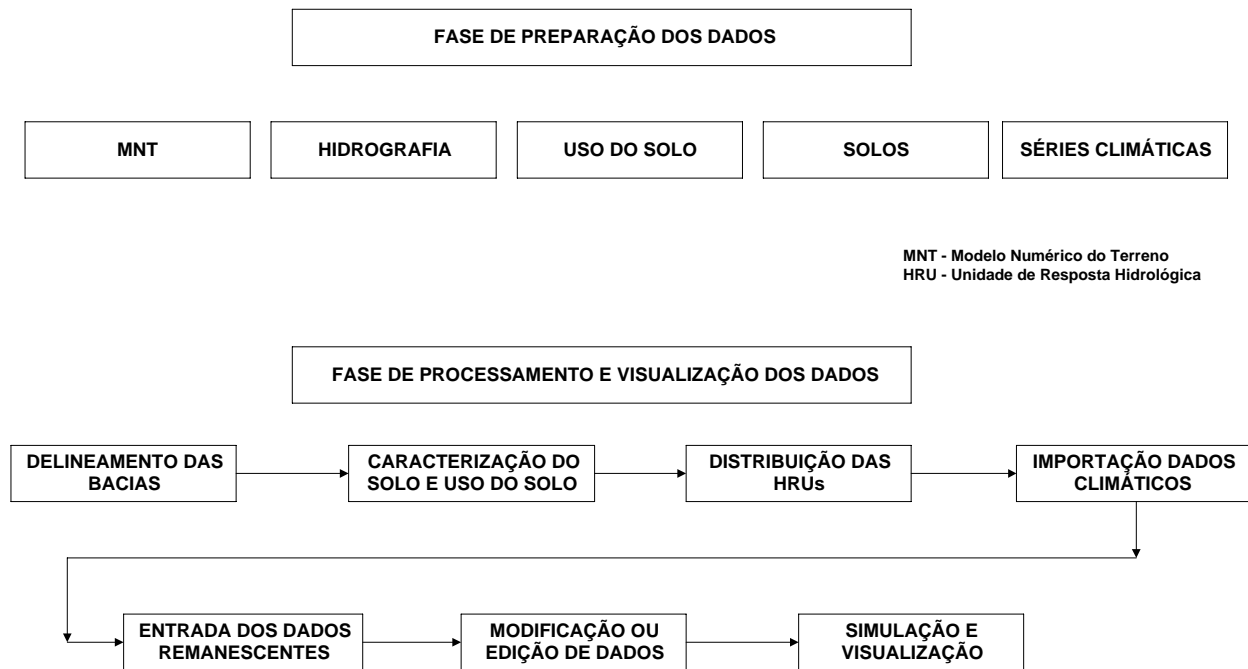 FASE DE PREPARAÇÃO DOS DADOS
MNT
HIDROGRAFIA
USO DO SOLO
SOLOS
SÉRIES CLIMÁTICAS
MNT - Modelo Numérico do Terreno
HRU - Unidade de Resposta Hidrológica
FASE DE PROCESSAMENTO E VISUALIZAÇÃO DOS DADOS
DELINEAMENTO DAS
BACIAS
CARACTERIZAÇÃO DO
SOLO E USO DO SOLO
DISTRIBUIÇÃO DAS
HRUs
IMPORTAÇÃO DADOS
CLIMÁTICOS
ENTRADA DOS DADOS
REMANESCENTES
MODIFICAÇÃO OU
EDIÇÃO DE DADOS
SIMULAÇÃO E
VISUALIZAÇÃO